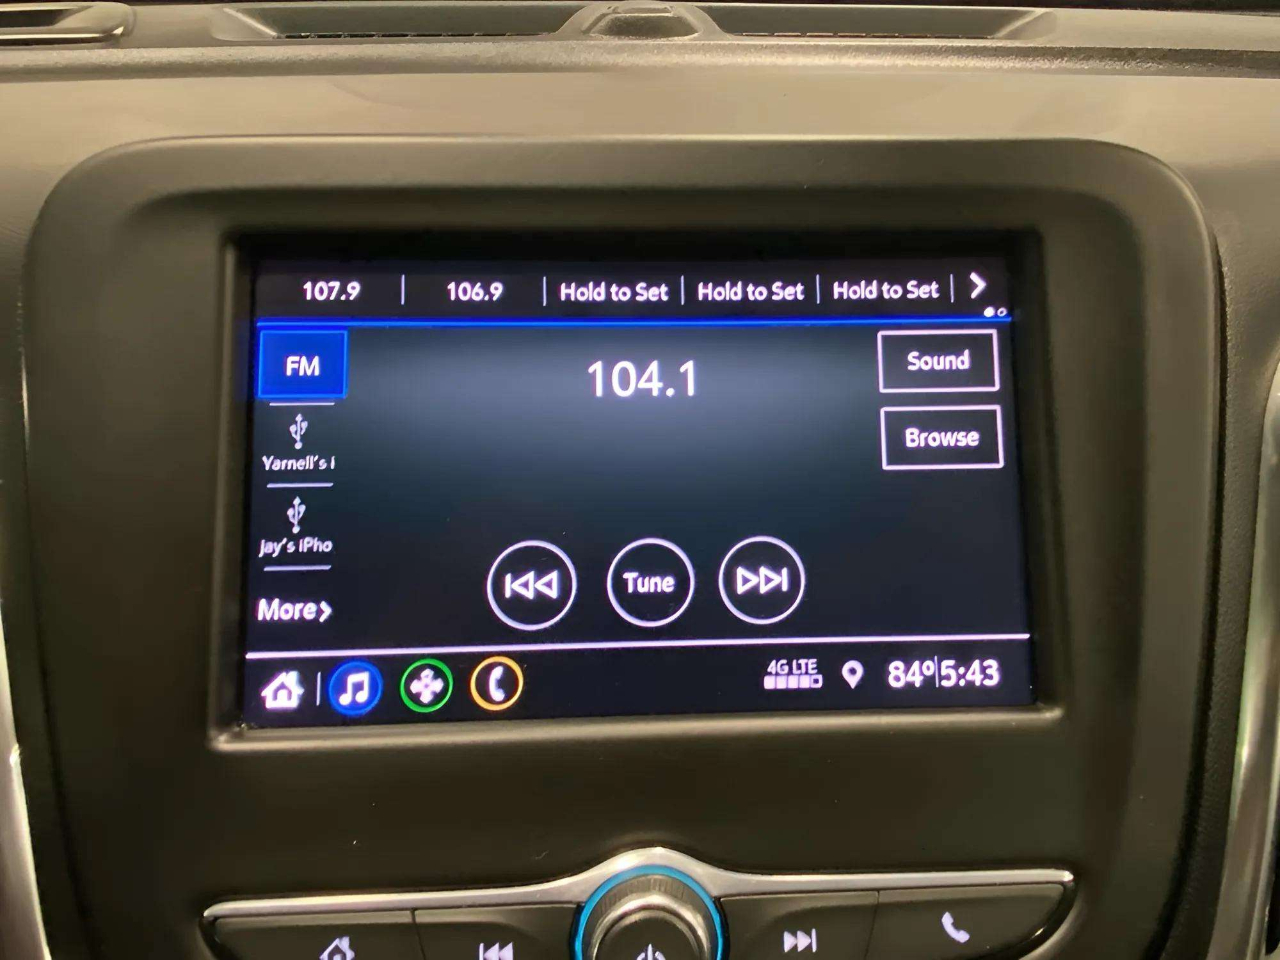 107.9 | 106.9 | Hold to Set | Hold to Set | Hold to Set
FM
104.1
Sound
Browse
Yarnell's i
Jay's iPho
Tune
More
4G LTE
84° 5:43